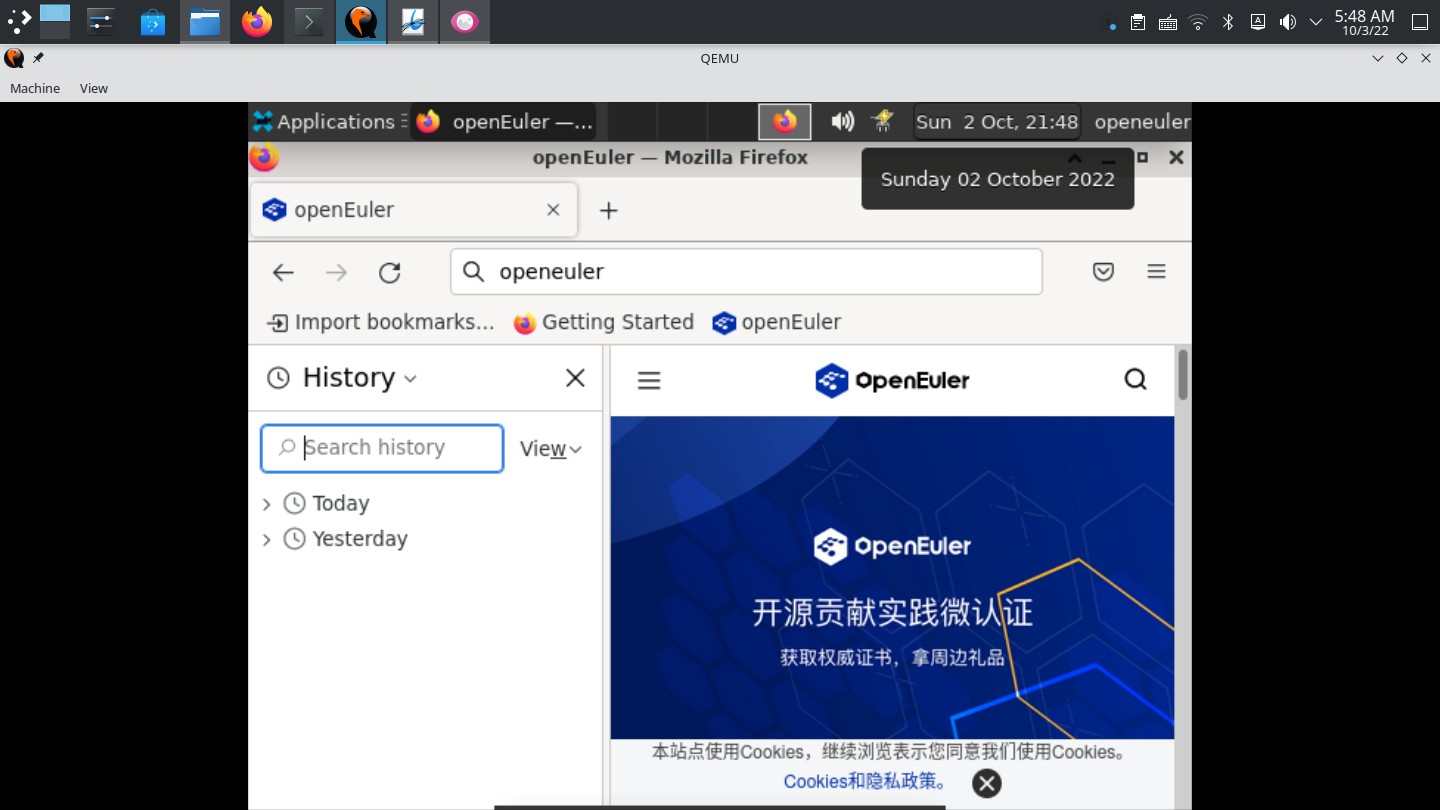 5:48 AM
10/3/22
QEMU
Machine View
Applications openEuler —... Sun 2 Oct, 21:48 openeuler
openEuler — Mozilla Firefox
Sunday 02 October 2022
openEuler
openeuler
Import bookmarks... Getting Started openEuler
History
OpenEuler
Search history View
Today
Yesterday
OpenEuler
开源贡献实践微认证
获取权威证书，拿周边礼品
本站点使用Cookies，继续浏览表示您同意我们使用Cookies。
Cookies和隐私政策。